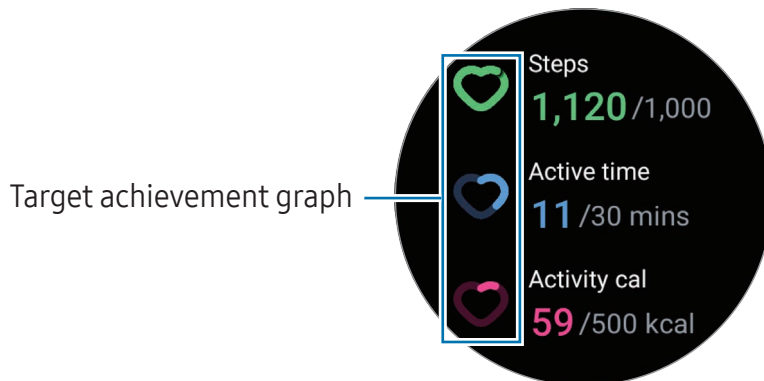 Target achievement graph
Steps
1,120/1,000
Active time
11/30 mins
Activity cal
59/500 kcal